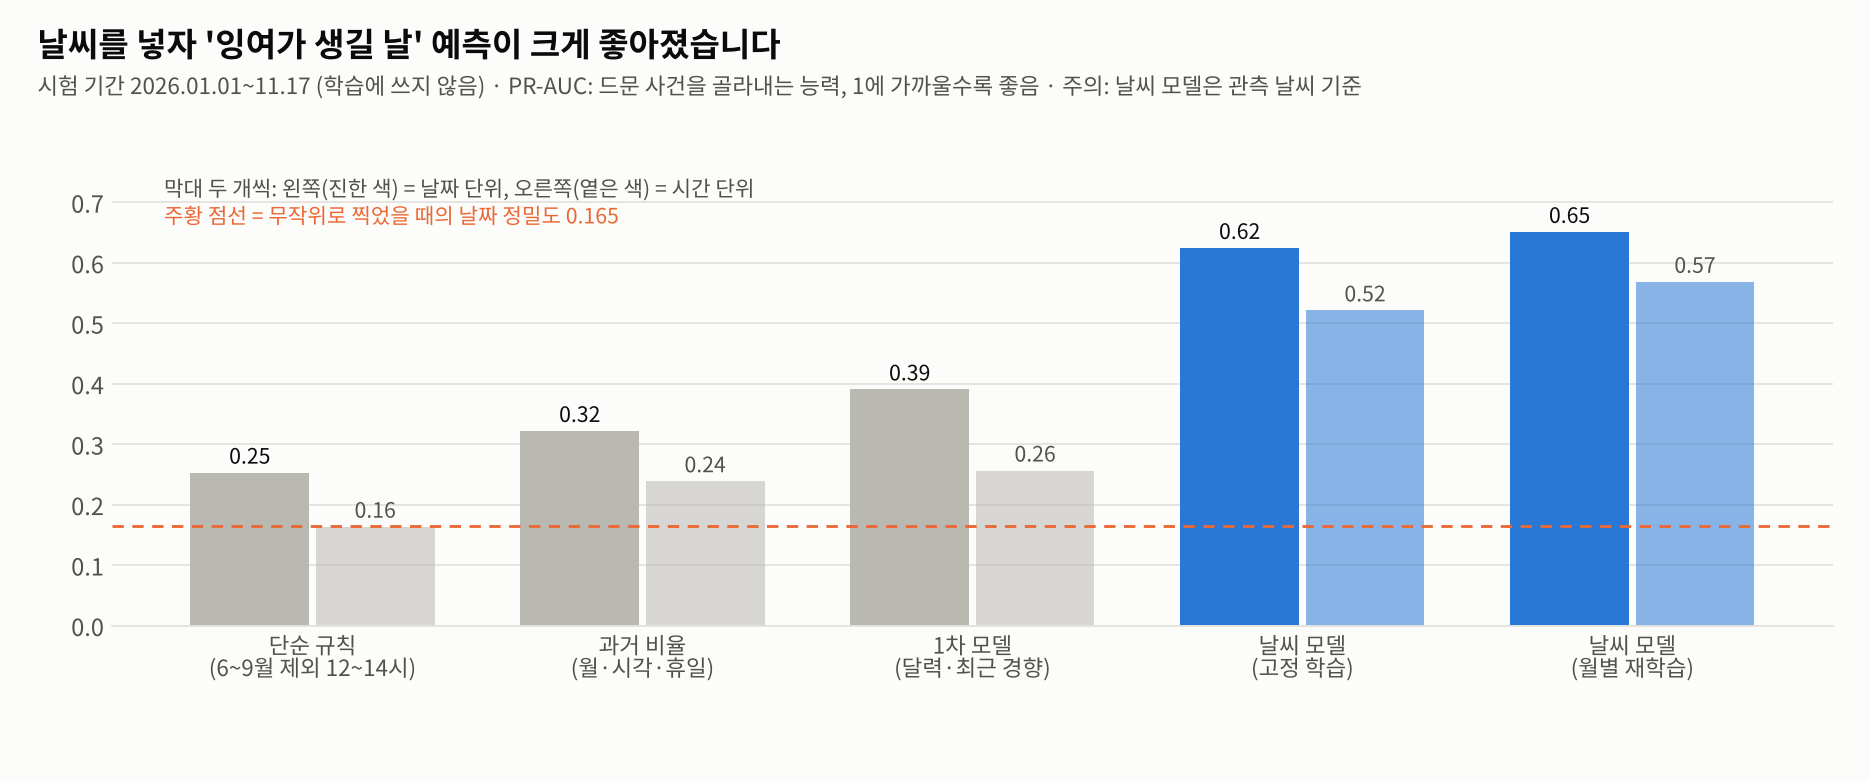 날씨를 넣자 '잉여가 생길 날' 예측이 크게 좋아졌습니다
시험 기간 2026.01.01~11.17 (학습에 쓰지 않음) · PR-AUC: 드문 사건을 골라내는 능력, 1에 가까울수록 좋음 · 주의: 날씨 모델은 관측 날씨 기준
막대 두 개씩: 왼쪽(진한 색) = 날짜 단위, 오른쪽(옅은 색) = 시간 단위
주황 점선 = 무작위로 찍었을 때의 날짜 정밀도 0.165
0.7
0.6
0.5
0.4
0.3
0.2
0.1
0.0
0.25
0.16
0.32
0.24
0.39
0.26
0.62
0.52
0.65
0.57
단순 규칙
(6~9월 제외 12~14시)
과거 비율
(월·시각·휴일)
1차 모델
(달력·최근 경향)
날씨 모델
(고정 학습)
날씨 모델
(월별 재학습)